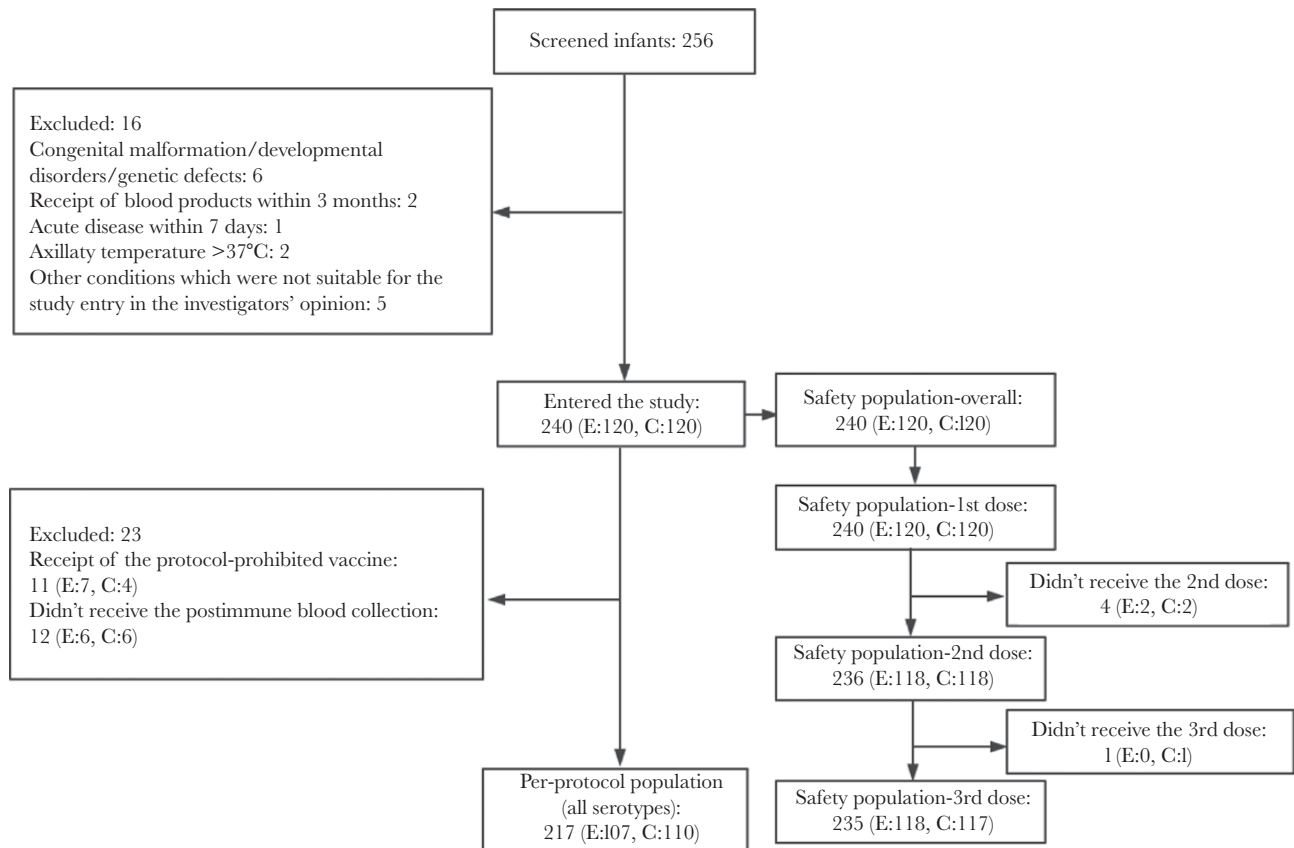 Screened infants: 256
Excluded: 16
Congenital malformation/developmental
disorders/genetic defects: 6
Receipt of blood products within 3 months: 2
Acute disease within 7 days: 1
Axillaty temperature >37°C: 2
Other conditions which were not suitable for the
study entry in the investigators’ opinion: 5
Entered the study:
240 (E:120, C:120)
Safety population-overall:
240 (E:120, C:l20)
Safety population-1st dose:
240 (E:120, C:120)
Excluded: 23
Receipt of the protocol-prohibited vaccine:
11 (E:7, C:4)
Didn’t receive the postimmune blood collection:
12 (E:6, C:6)
Didn’t receive the 2nd dose:
4 (E:2, C:2)
Safety population-2nd dose:
236 (E:118, C:118)
Didn’t receive the 3rd dose:
l (E:0, C:l)
Per-protocol population
(all serotypes):
217 (E:l07, C:110)
Safety population-3rd dose:
235 (E:118, C:117)